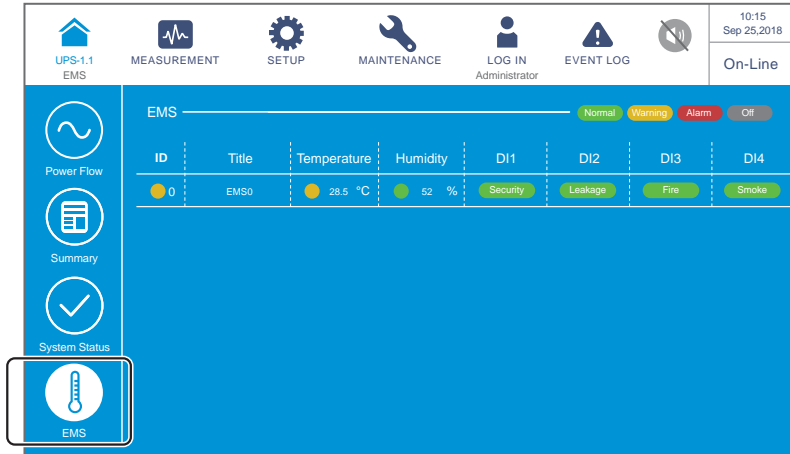 10:15
Sep 25,2018
UPS-1.1 MEASUREMENT SETUP MAINTENANCE LOG IN EVENT LOG
EMS Administrator On-Line
EMS Normal Warning Alarm Off
ID Title Temperature Humidity DI1 DI2 DI3 DI4
0 EMS0 28.5 °C 52 % Security Leakage Fire Smoke
Power Flow
Summary
System Status
EMS